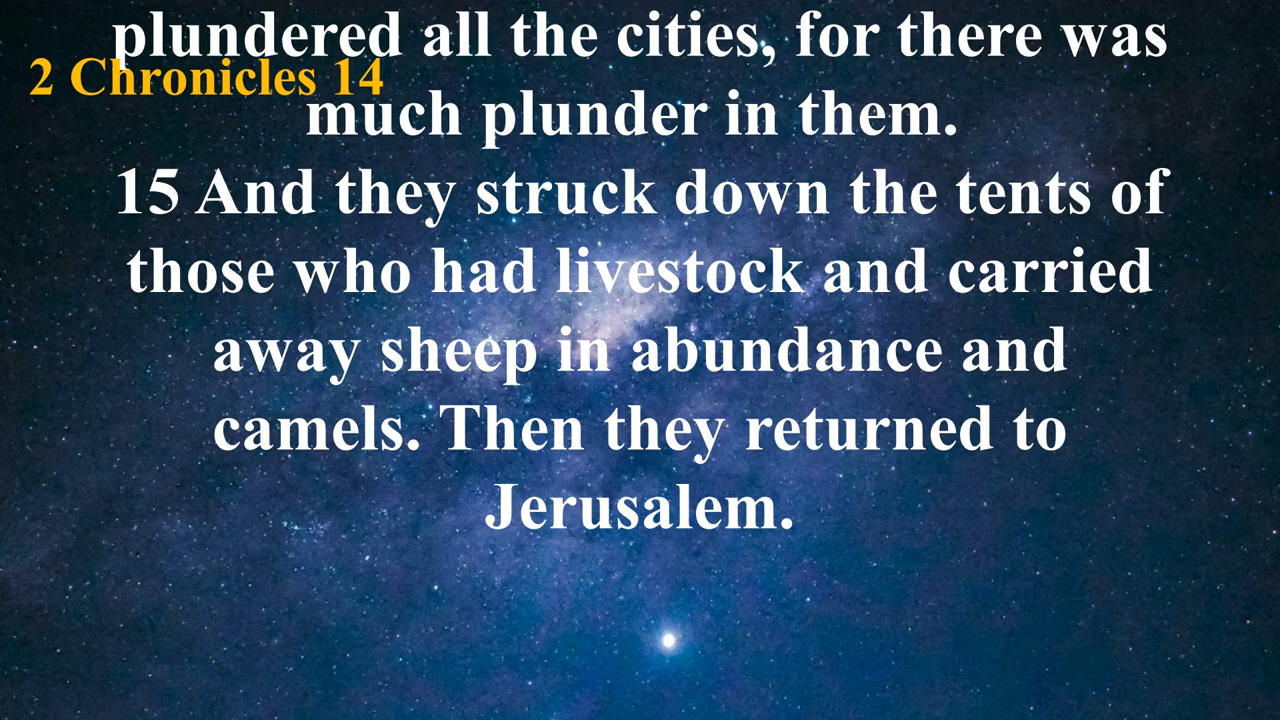 plundered all the cities, for there was
2 Chronicles 14
much plunder in them.
15 And they struck down the tents of
those who had livestock and carried
away sheep in abundance and
camels. Then they returned to
Jerusalem.